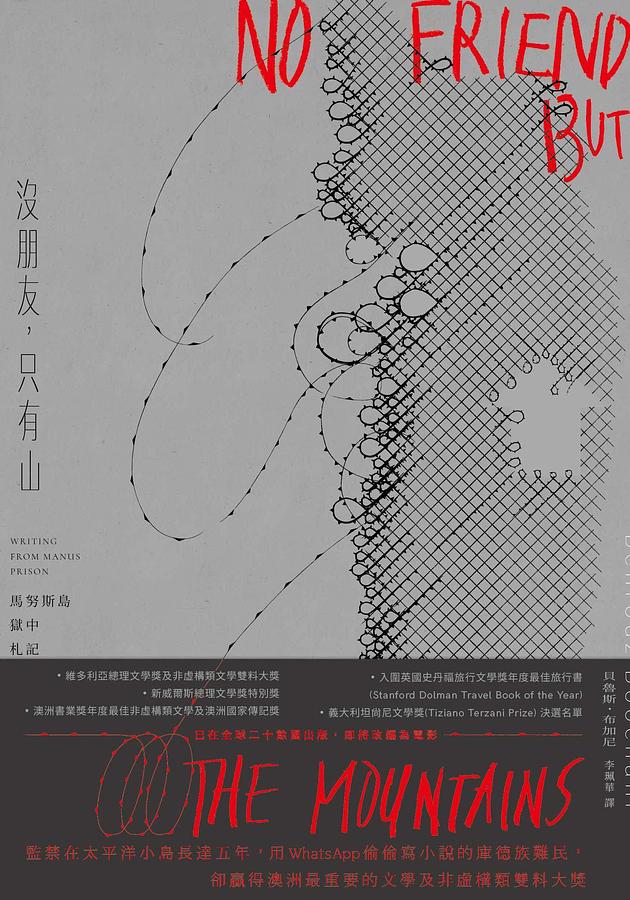 NO FRIEND
BUT
沒朋友，只有山
WRITING
FROM MANUS
PRISON
馬努斯島
獄中
札記
• 維多利亞總理文學獎及非虛構類文學雙料大獎
• 新威爾斯總理文學獎特別獎
• 澳洲書業獎年度最佳非虛構類文學及澳洲國家傳記獎
• 入圍英國史丹福旅行文學獎年度最佳旅行書
(Stanford Dolman Travel Book of the Year)
• 義大利坦尚尼文學獎(Tiziano Terzani Prize) 決選名單
已在全球二十數國出版，即將改編為電影
THE MOUNTAINS
監禁在太平洋小島長達五年，用WhatsApp偷偷寫小說的庫德族難民，
卻贏得澳洲最重要的文學及非虛構類雙料大獎
貝魯斯・布加尼
李珮華 譯